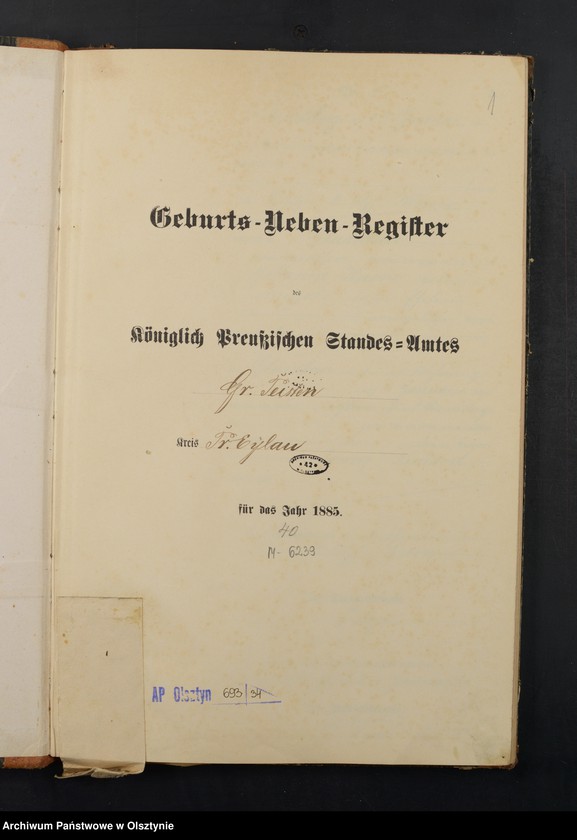 1
Geburts-Neben-Register
des
Königlich Preußischen Standes-Amtes
Gr. Peisten
Kreis Pr. Eylau
* 42 *
für das Jahr 1885.
40
M- 6239
AP Olsztyn 693/34
Archiwum Państwowe w Olsztynie